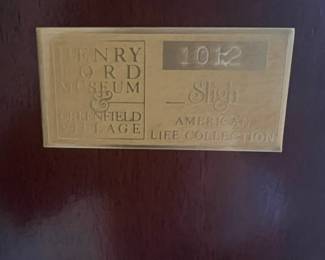 HENRY
FORD
MUSEUM
&
GREENFIELD
VILLAGE
1012
Sligh
AMERICAN
LIFE COLLECTION